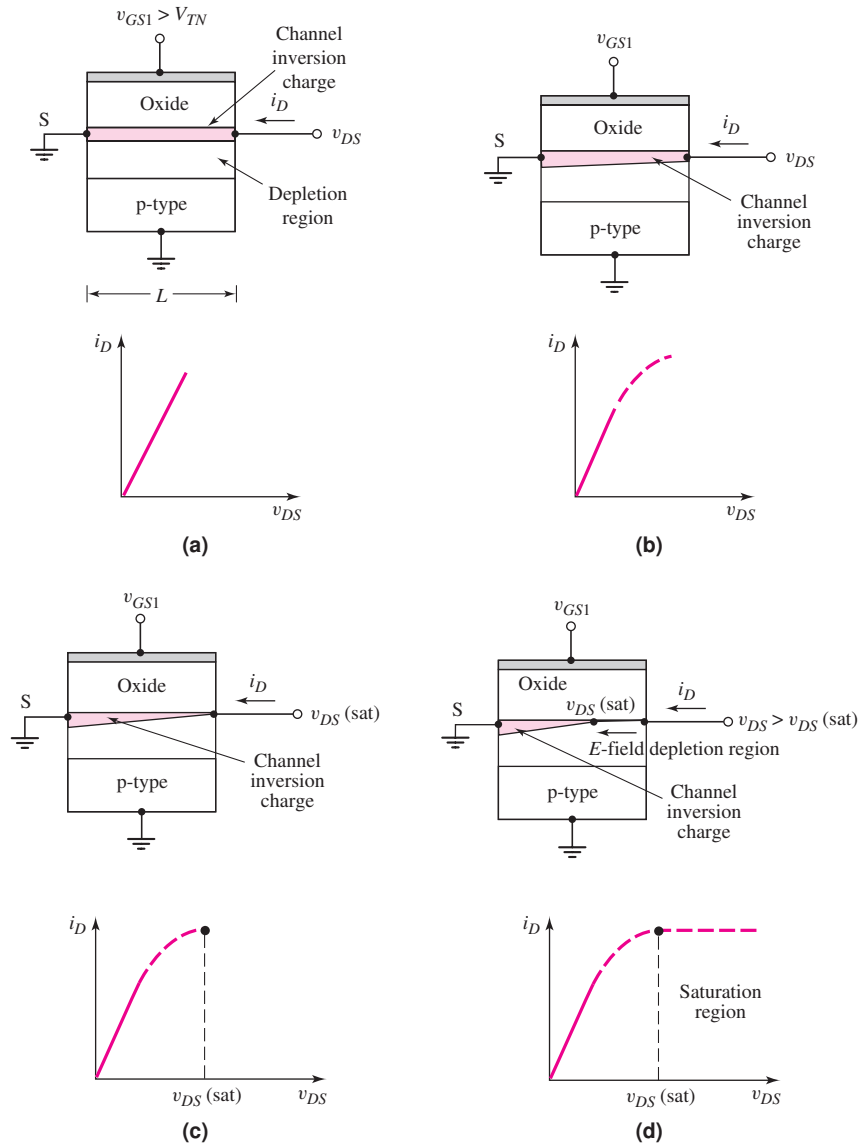 v_GS1 > V_TN
Channel
inversion
charge
Oxide
i_D
S
v_DS
Depletion
region
p-type
L
i_D
v_DS
(a)
v_GS1
Oxide
i_D
S
v_DS
Channel
inversion
charge
p-type
i_D
v_DS
(b)
v_GS1
Oxide
i_D
S
v_DS (sat)
Channel
inversion
charge
p-type
i_D
v_DS (sat)
v_DS
(c)
v_GS1
Oxide
v_DS (sat)
i_D
S
v_DS > v_DS (sat)
E-field depletion region
Channel
inversion
charge
p-type
i_D
Saturation
region
v_DS (sat)
v_DS
(d)